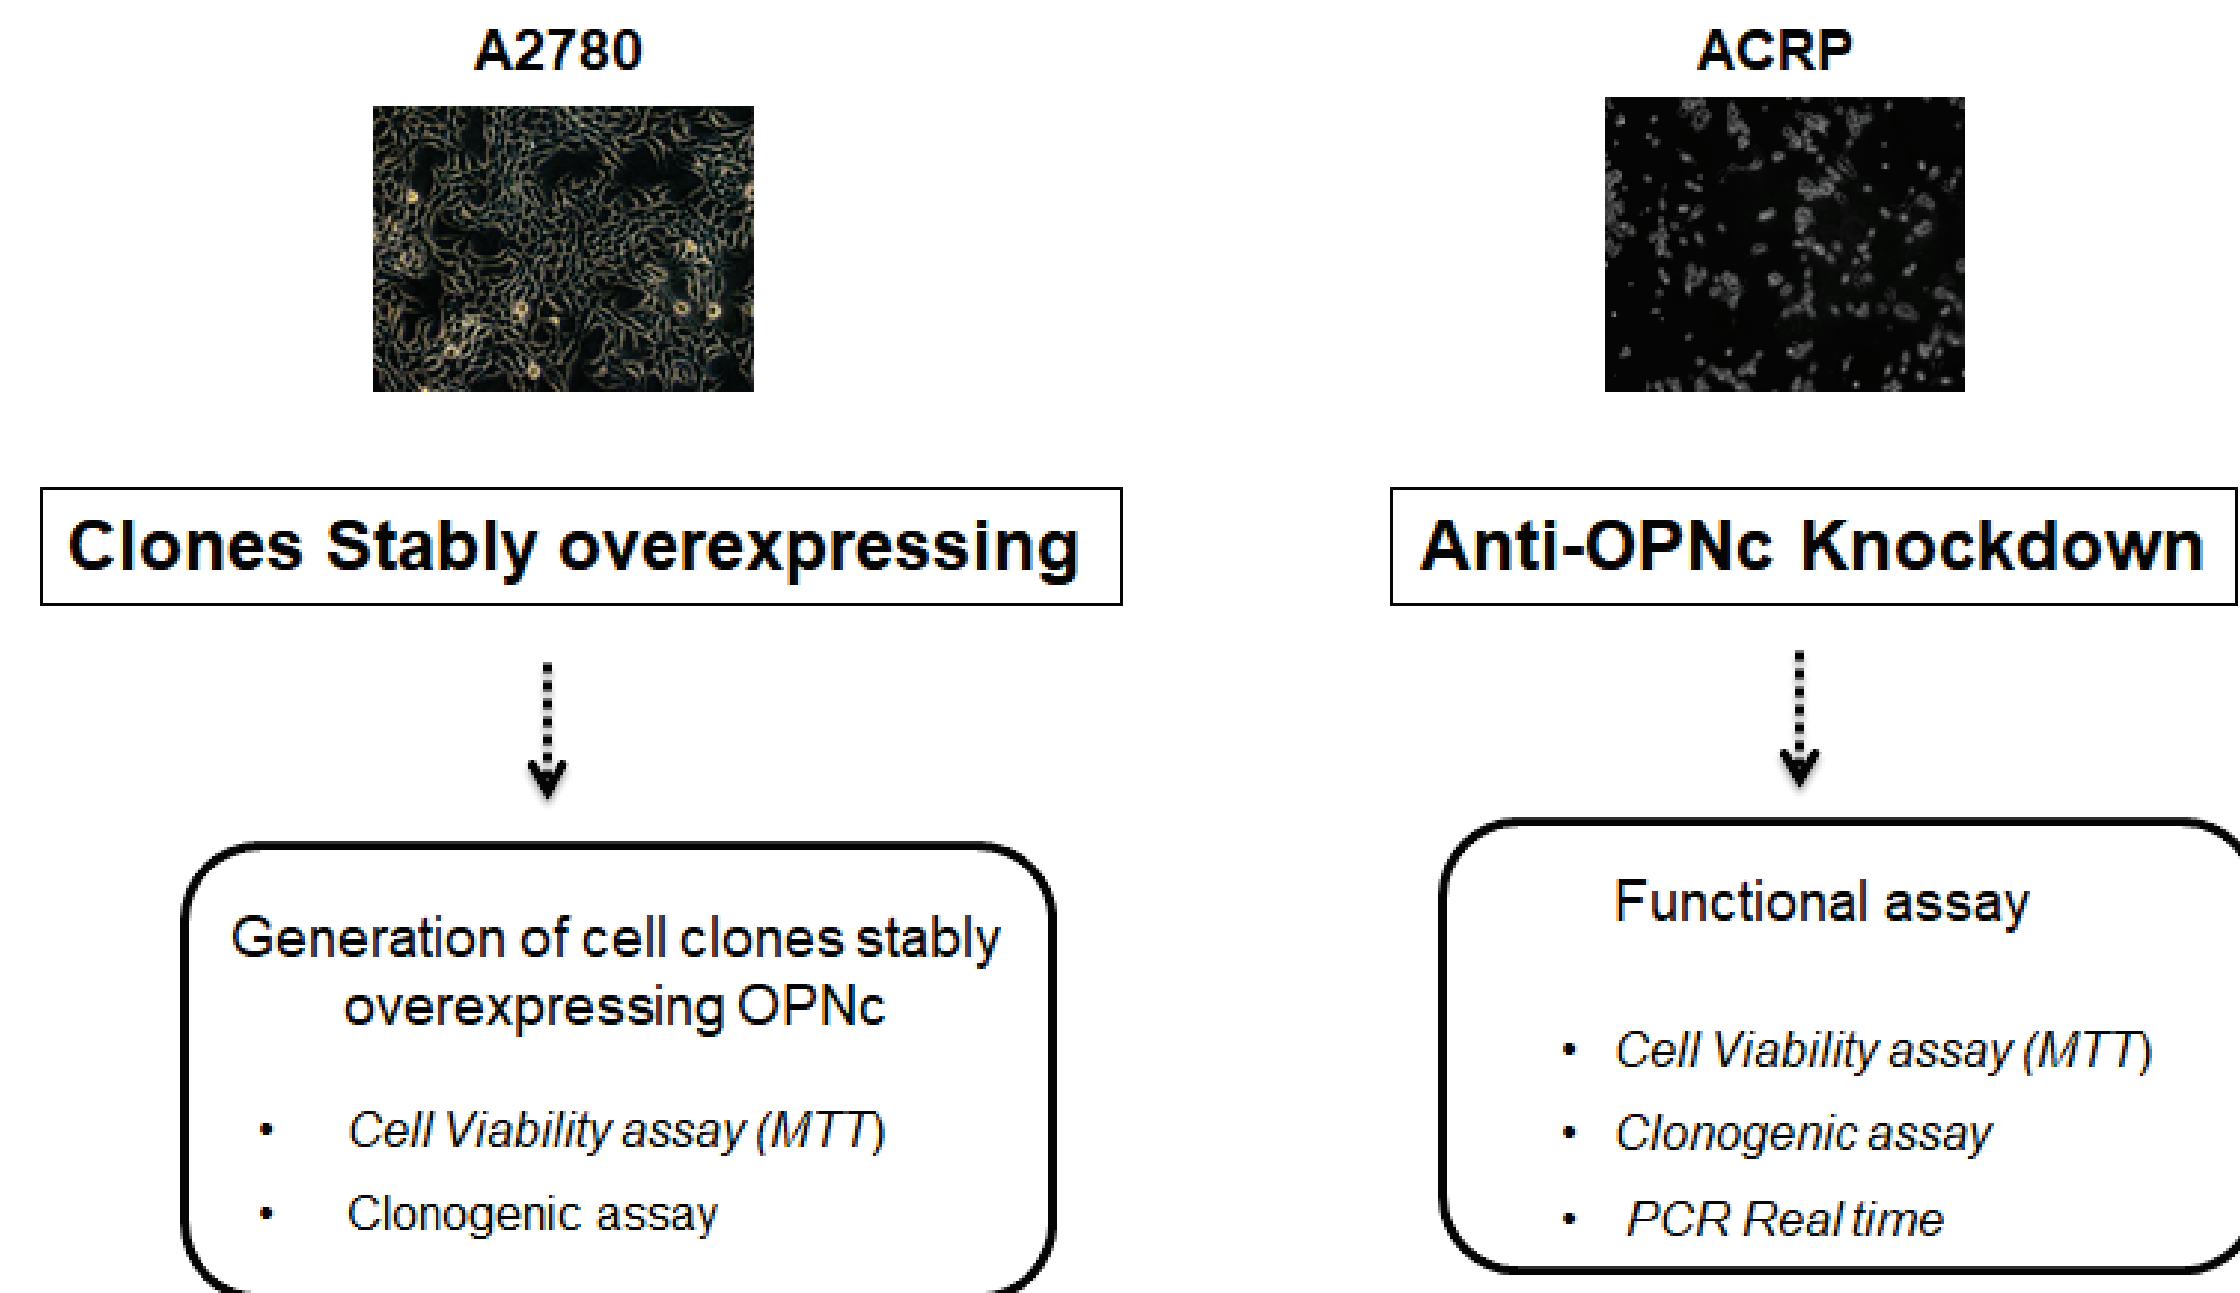 A2780
Clones Stably overexpressing
Generation of cell clones stably
overexpressing OPNc
• Cell Viability assay (MTT)
• Clonogenic assay
ACRP
Anti-OPNc Knockdown
Functional assay
• Cell Viability assay (MTT)
• Clonogenic assay
• PCR Real time